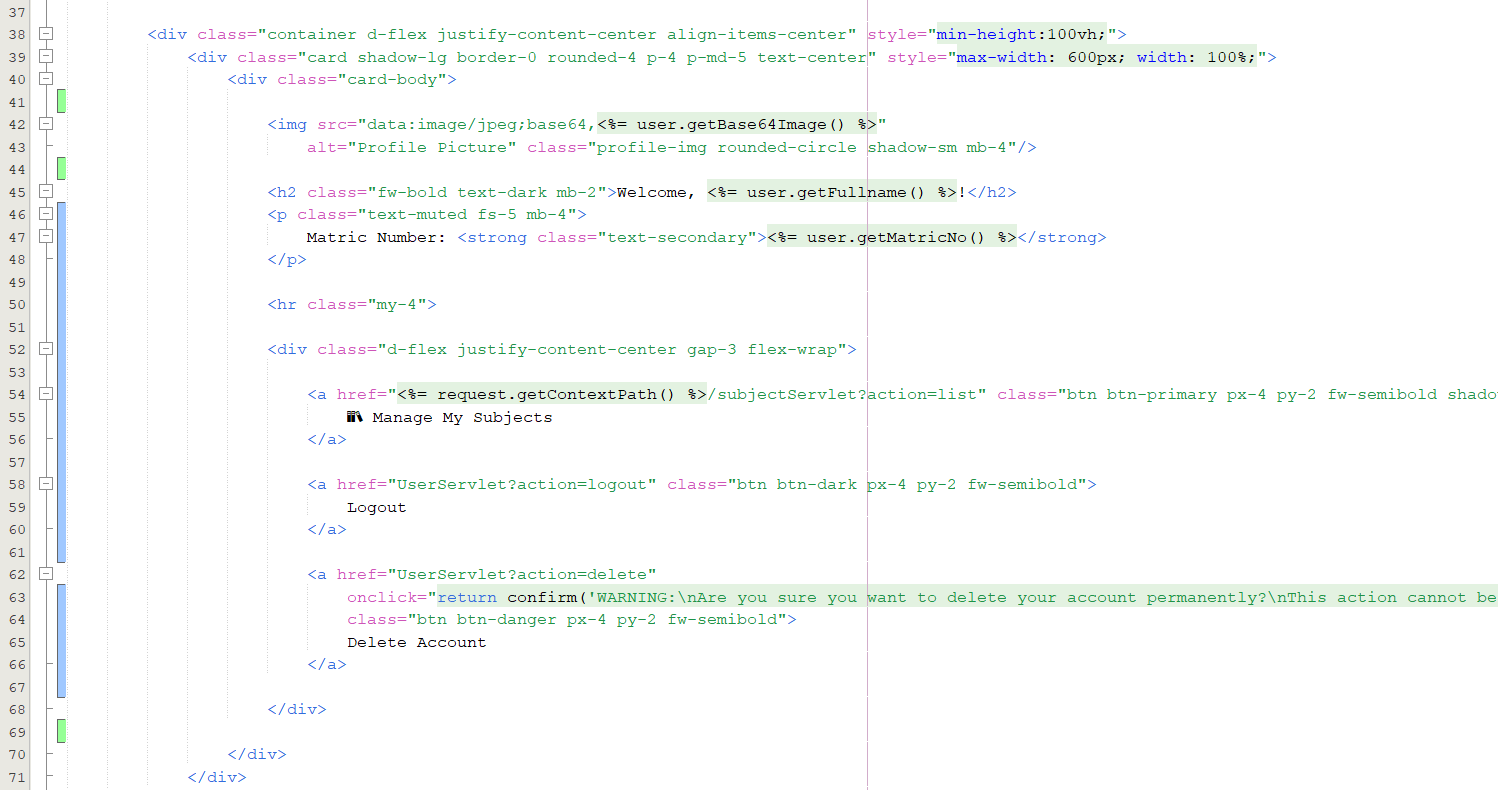 37
38 <div class="container d-flex justify-content-center align-items-center" style="min-height:100vh;">
39 <div class="card shadow-lg border-0 rounded-4 p-4 p-md-5 text-center" style="max-width: 600px; width: 100%;">
40 <div class="card-body">
41
42 <img src="data:image/jpeg;base64,<%= user.getBase64Image() %>"
43 alt="Profile Picture" class="profile-img rounded-circle shadow-sm mb-4"/>
44
45 <h2 class="fw-bold text-dark mb-2">Welcome, <%= user.getFullname() %>!</h2>
46 <p class="text-muted fs-5 mb-4">
47 Matric Number: <strong class="text-secondary"><%= user.getMatricNo() %></strong>
48 </p>
49
50 <hr class="my-4">
51
52 <div class="d-flex justify-content-center gap-3 flex-wrap">
53
54 <a href="<%= request.getContextPath() %>/subjectServlet?action=list" class="btn btn-primary px-4 py-2 fw-semibold shado
55 📚 Manage My Subjects
56 </a>
57
58 <a href="UserServlet?action=logout" class="btn btn-dark px-4 py-2 fw-semibold">
59 Logout
60 </a>
61
62 <a href="UserServlet?action=delete"
63 onclick="return confirm('WARNING:\nAre you sure you want to delete your account permanently?\nThis action cannot be
64 class="btn btn-danger px-4 py-2 fw-semibold">
65 Delete Account
66 </a>
67
68 </div>
69
70 </div>
71 </div>